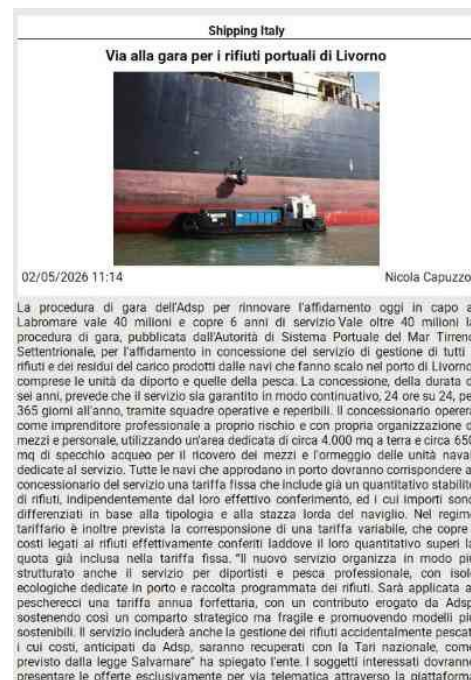 Shipping Italy
Via alla gara per i rifiuti portuali di Livorno
02/05/2026 11:14 Nicola Capuzzo
La procedura di gara dell'Adsp per rinnovare l'affidamento oggi in capo a
Labromare vale 40 milioni e copre 6 anni di servizio Vale oltre 40 milioni la
procedura di gara, pubblicata dall'Autorità di Sistema Portuale del Mar Tirreno
Settentrionale, per l'affidamento in concessione del servizio di gestione di tutti i
rifiuti e dei residui del carico prodotti dalle navi che fanno scalo nel porto di Livorno,
comprese le unità da diporto e quelle della pesca. La concessione, della durata di
sei anni, prevede che il servizio sia garantito in modo continuativo, 24 ore su 24, per
365 giorni all'anno, tramite squadre operative e reperibili. Il concessionario opererà
come imprenditore professionale a proprio rischio e con propria organizzazione di
mezzi e personale, utilizzando un'area dedicata di circa 4.000 mq a terra e circa 650
mq di specchio acqueo per il ricovero dei mezzi e l'ormeggio delle unità navali
dedicate al servizio. Tutte le navi che approdano in porto dovranno corrispondere al
concessionario del servizio una tariffa fissa che include già un quantitativo stabilito
di rifiuti, indipendentemente dal loro effettivo conferimento, ed i cui importi sono
differenziati in base alla tipologia e alla stazza lorda del naviglio. Nel regime
tariffario è inoltre prevista la corresponsione di una tariffa variabile, che copre i
costi legati ai rifiuti effettivamente conferiti laddove il loro quantitativo superi la
quota già inclusa nella tariffa fissa. "Il nuovo servizio organizza in modo più
strutturato anche il servizio per diportisti e pesca professionale, con isole
ecologiche dedicate in porto e raccolta programmata dei rifiuti. Sarà applicata ai
pescherecci una tariffa annua forfettaria, con un contributo erogato da Adsp,
sostenendo così un comparto strategico ma fragile e promuovendo modelli più
sostenibili. Il servizio includerà anche la gestione dei rifiuti accidentalmente pescati
i cui costi, anticipati da Adsp, saranno recuperati con la Tari nazionale, come
previsto dalla legge Salvamare" ha spiegato l'ente. I soggetti interessati dovranno
presentare le offerte esclusivamente per via telematica attraverso la piattaforma